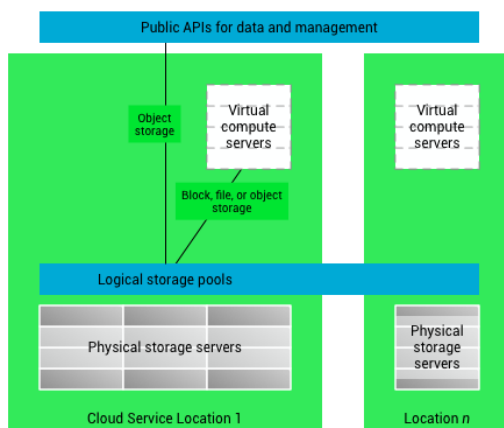 Public APIs for data and management
Object
storage
Virtual
compute
servers
Virtual
compute
servers
Block, file, or object
storage
Logical storage pools
Physical storage servers
Physical
storage
servers
Cloud Service Location 1
Location n